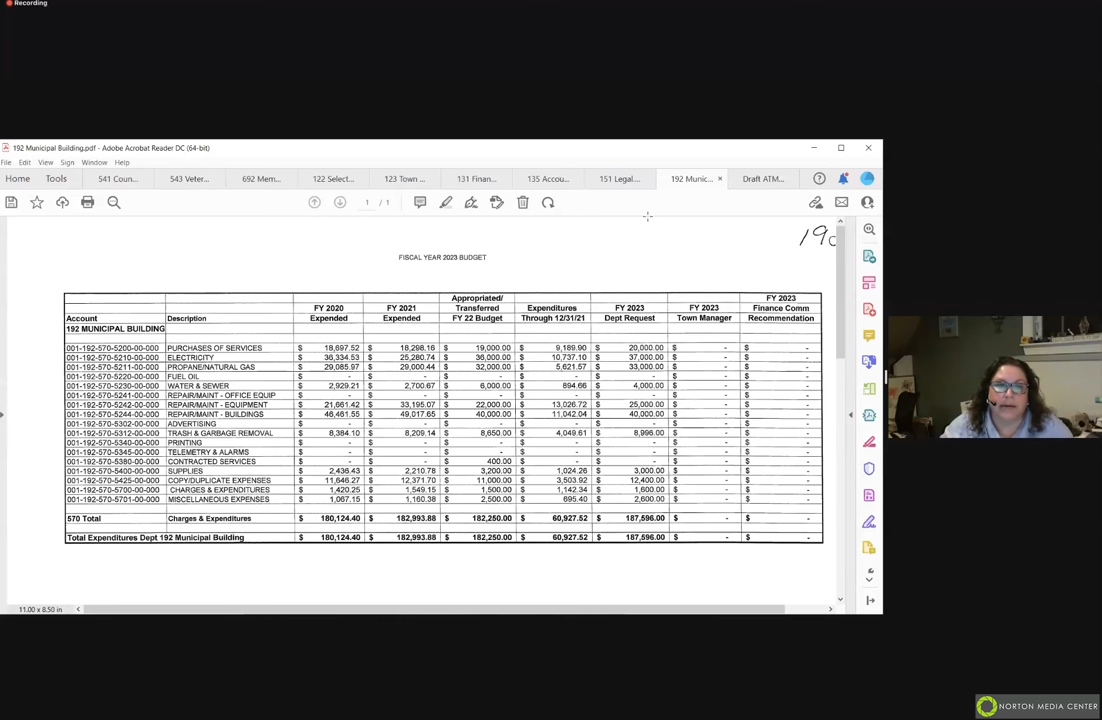 Recording
192 Municipal Building.pdf - Adobe Acrobat Reader DC (64-bit)
File Edit View Sign Window Help
Home Tools 541 Coun... 543 Veter... 692 Mem... 122 Select... 123 Town ... 131 Finan... 135 Accou... 151 Legal.... 192 Munic... × Draft ATM...
1 / 1
190
FISCAL YEAR 2023 BUDGET
Appropriated/ FY 2023
FY 2020 FY 2021 Transferred Expenditures FY 2023 FY 2023 Finance Comm
Account Description Expended Expended FY 22 Budget Through 12/31/21 Dept Request Town Manager Recommendation
192 MUNICIPAL BUILDING
001-192-570-5200-00-000 PURCHASES OF SERVICES $ 18,697.52 $ 18,298.16 $ 19,000.00 $ 9,189.90 $ 20,000.00 $ - $ -
001-192-570-5210-00-000 ELECTRICITY $ 36,334.53 $ 25,280.74 $ 36,000.00 $ 10,737.10 $ 37,000.00 $ - $ -
001-192-570-5211-00-000 PROPANE/NATURAL GAS $ 29,085.97 $ 29,000.44 $ 32,000.00 $ 5,621.57 $ 33,000.00 $ - $ -
001-192-570-5220-00-000 FUEL OIL $ - $ - $ - $ - $ - $ - $ -
001-192-570-5230-00-000 WATER & SEWER $ 2,929.21 $ 2,700.67 $ 6,000.00 $ 894.66 $ 4,000.00 $ - $ -
001-192-570-5241-00-000 REPAIR/MAINT - OFFICE EQUIP $ - $ - $ - $ - $ - $ - $ -
001-192-570-5242-00-000 REPAIR/MAINT - EQUIPMENT $ 21,661.42 $ 33,195.07 $ 22,000.00 $ 13,026.72 $ 25,000.00 $ - $ -
001-192-570-5244-00-000 REPAIR/MAINT - BUILDINGS $ 46,461.55 $ 49,017.65 $ 40,000.00 $ 11,042.04 $ 40,000.00 $ - $ -
001-192-570-5302-00-000 ADVERTISING $ - $ - $ - $ - $ - $ - $ -
001-192-570-5312-00-000 TRASH & GARBAGE REMOVAL $ 8,384.10 $ 8,209.14 $ 8,650.00 $ 4,049.61 $ 8,996.00 $ - $ -
001-192-570-5340-00-000 PRINTING $ - $ - $ - $ - $ - $ - $ -
001-192-570-5345-00-000 TELEMETRY & ALARMS $ - $ - $ - $ - $ - $ - $ -
001-192-570-5380-00-000 CONTRACTED SERVICES $ - $ - $ 400.00 $ - $ - $ - $ -
001-192-570-5400-00-000 SUPPLIES $ 2,436.43 $ 2,210.78 $ 3,200.00 $ 1,024.26 $ 3,000.00 $ - $ -
001-192-570-5425-00-000 COPY/DUPLICATE EXPENSES $ 11,646.27 $ 12,371.70 $ 11,000.00 $ 3,503.92 $ 12,400.00 $ - $ -
001-192-570-5700-00-000 CHARGES & EXPENDITURES $ 1,420.25 $ 1,549.15 $ 1,500.00 $ 1,142.34 $ 1,600.00 $ - $ -
001-192-570-5701-00-000 MISCELLANEOUS EXPENSES $ 1,067.15 $ 1,160.38 $ 2,500.00 $ 695.40 $ 2,600.00 $ - $ -
570 Total Charges & Expenditures $ 180,124.40 $ 182,993.88 $ 182,250.00 $ 60,927.52 $ 187,596.00 $ - $ -
Total Expenditures Dept 192 Municipal Building $ 180,124.40 $ 182,993.88 $ 182,250.00 $ 60,927.52 $ 187,596.00 $ - $ -
11.00 x 8.50 in
NORTON MEDIA CENTER